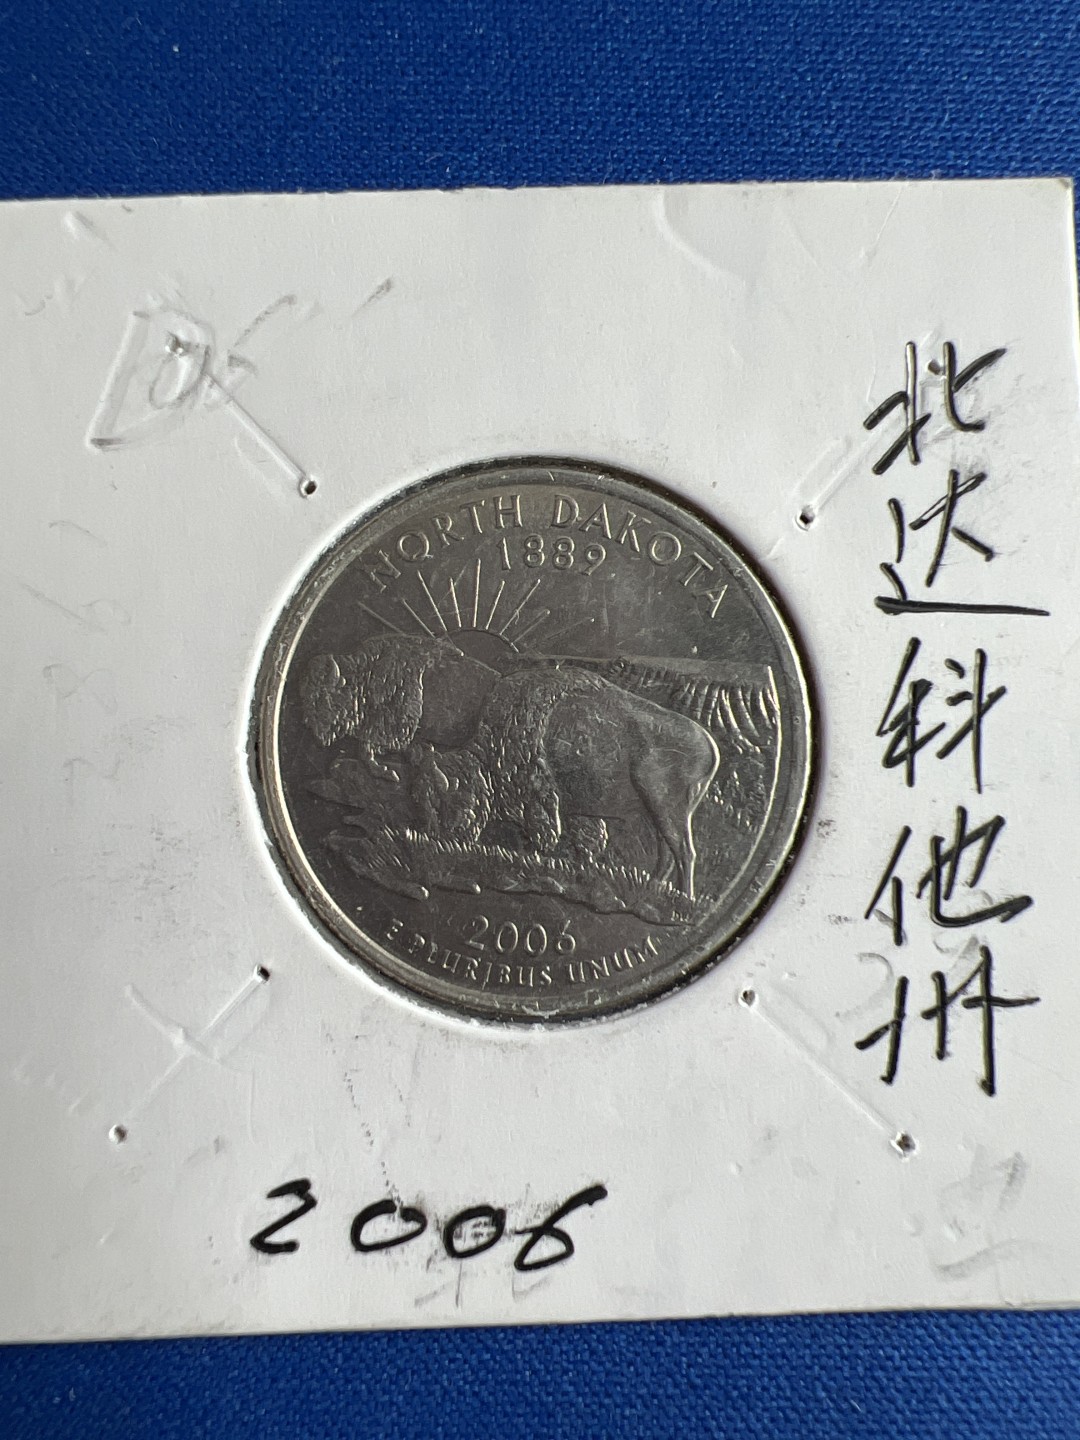 NORTH DAKOTA
1889
2006
E PLURIBUS UNUM
北达科他州
2006